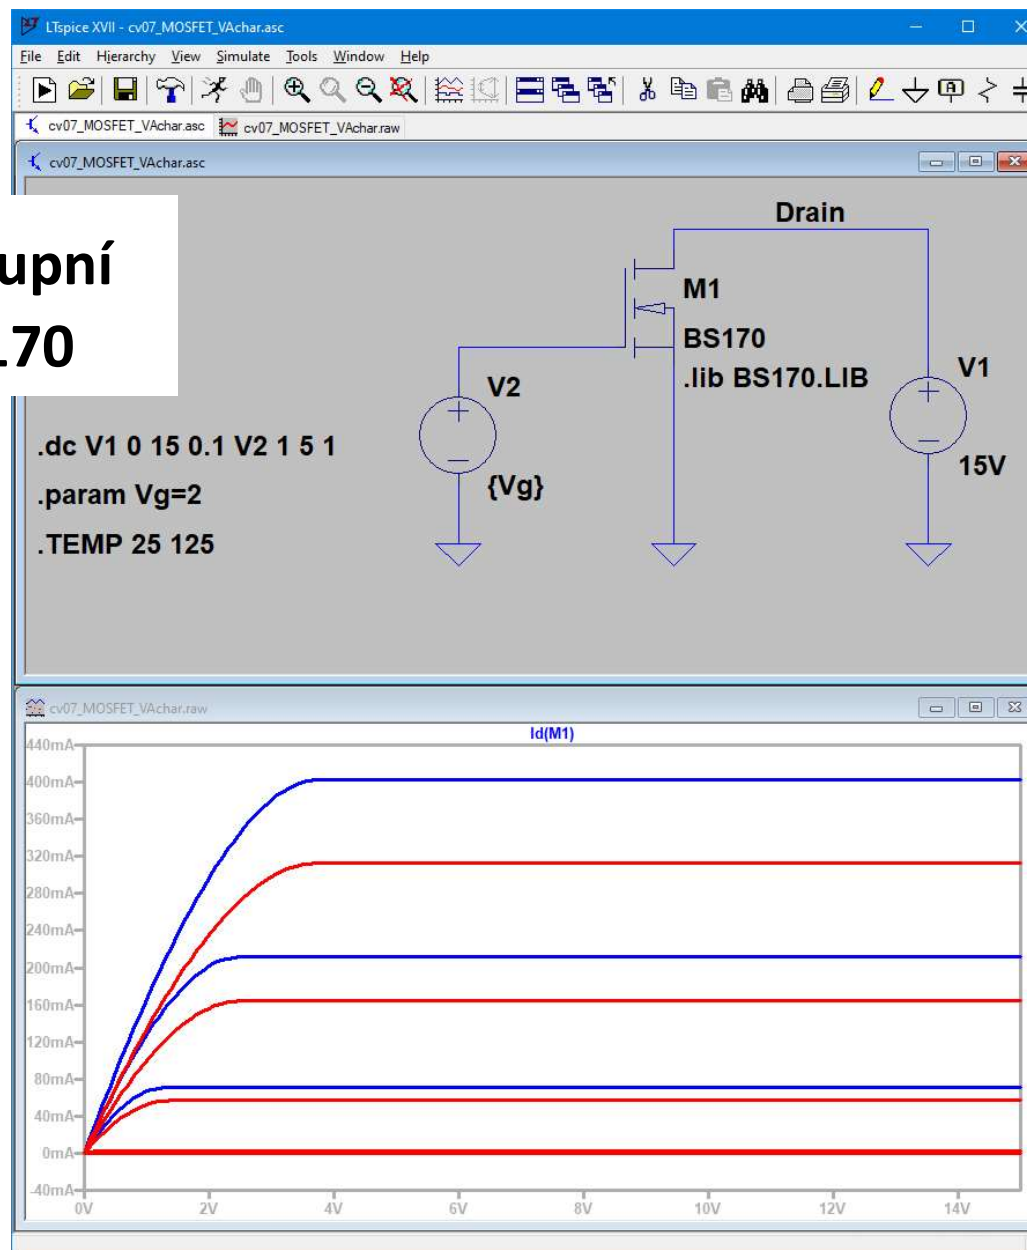 LTspice XVII - cv07_MOSFET_VAchar.asc
File Edit Hierarchy View Simulate Tools Window Help
cv07_MOSFET_VAchar.asc cv07_MOSFET_VAchar.raw
cv07_MOSFET_VAchar.asc
upní
170
Drain
M1
BS170
.lib BS170.LIB
V1
15V
V2
{Vg}
.dc V1 0 15 0.1 V2 1 5 1
.param Vg=2
.TEMP 25 125
cv07_MOSFET_VAchar.raw
Id(M1)
440mA
400mA
360mA
320mA
280mA
240mA
200mA
160mA
120mA
80mA
40mA
0mA
-40mA
0V 2V 4V 6V 8V 10V 12V 14V